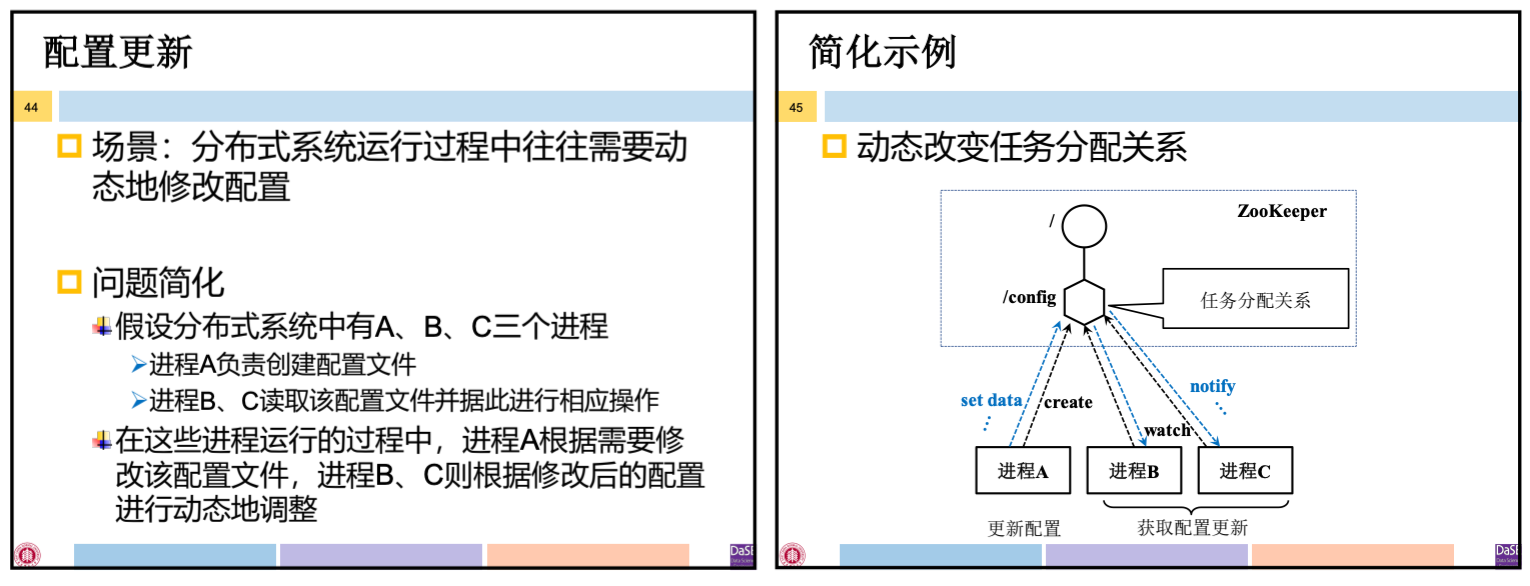 配置更新
44
场景：分布式系统运行过程中往往需要动
态地修改配置
问题简化
假设分布式系统中有A、B、C三个进程
进程A负责创建配置文件
进程B、C读取该配置文件并据此进行相应操作
在这些进程运行的过程中，进程A根据需要修
改该配置文件，进程B、C则根据修改后的配置
进行动态地调整
DaSE
简化示例
45
动态改变任务分配关系
ZooKeeper
/
/config
任务分配关系
set data
create
watch
notify
进程A
进程B
进程C
更新配置
获取配置更新
DaSE